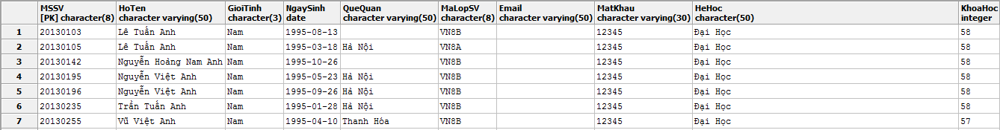 MSSV HoTen GioiTinh NgaySinh QueQuan MaLopSV Email MatKhau HeHoc KhoaHoc
[PK] character(8) character varying(50) character(3) date character varying(50) character(8) character varying(50) character varying(30) character(50) integer
1 20130103 Lê Tuấn Anh Nam 1995-08-13 VN8B 12345 Đại Học 58
2 20130105 Lê Tuấn Anh Nam 1995-03-18 Hà Nội VN8A 12345 Đại Học 58
3 20130142 Nguyễn Hoàng Nam Anh Nam 1995-10-26 VN8B 12345 Đại Học 58
4 20130195 Nguyễn Việt Anh Nam 1995-05-23 Hà Nội VN8B 12345 Đại Học 58
5 20130196 Nguyễn Việt Anh Nam 1995-09-26 Hà Nội VN8B 12345 Đại Học 58
6 20130235 Trần Tuấn Anh Nam 1995-01-28 Hà Nội VN8B 12345 Đại Học 58
7 20130255 Vũ Việt Anh Nam 1995-04-10 Thanh Hóa VN8B 12345 Đại Học 57